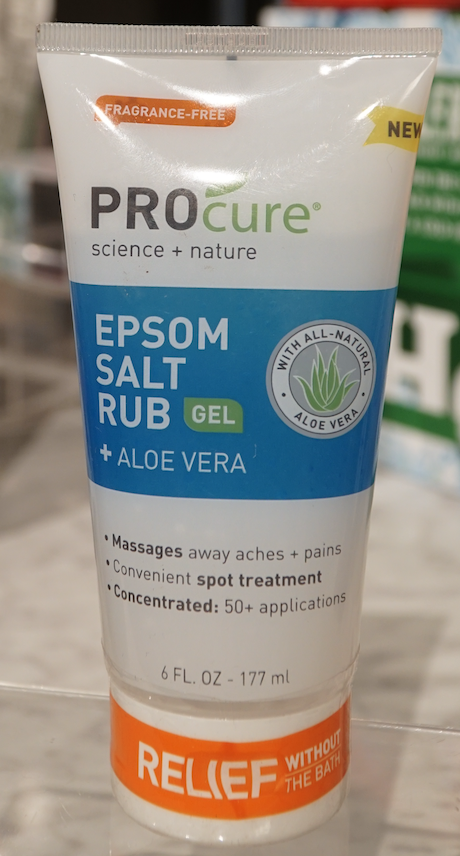 FRAGRANCE-FREE
NEW
PROcure®
science + nature
EPSOM
SALT
RUB GEL
+ ALOE VERA
WITH ALL-NATURAL
• ALOE VERA •
• Massages away aches + pains
• Convenient spot treatment
• Concentrated: 50+ applications
6 FL. OZ - 177 ml
RELIEF WITHOUT
THE BATH